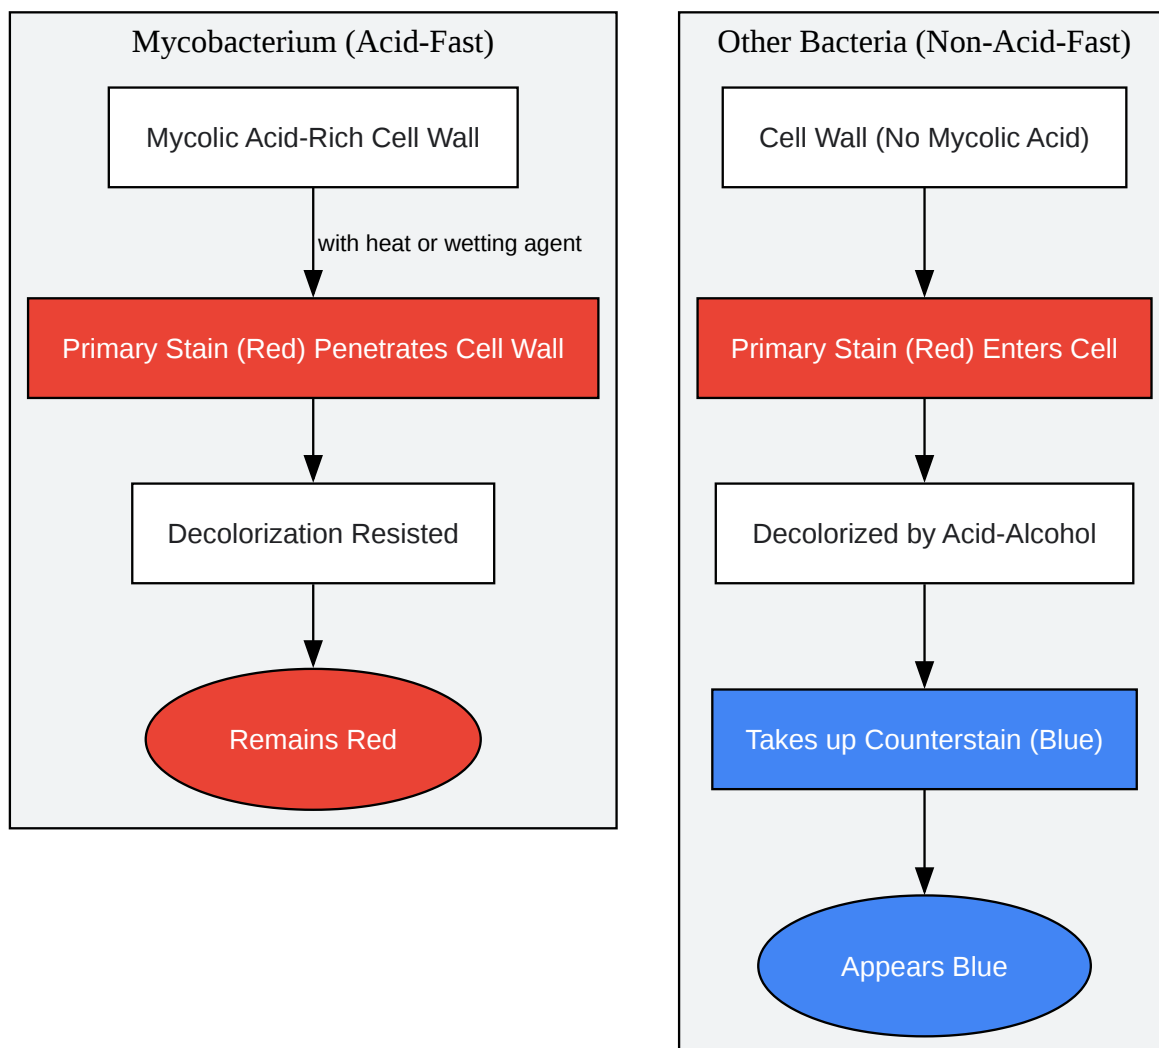 Mycobacterium (Acid-Fast)
Mycolic Acid-Rich Cell Wall
with heat or wetting agent
Primary Stain (Red) Penetrates Cell Wall
Decolorization Resisted
Remains Red
Other Bacteria (Non-Acid-Fast)
Cell Wall (No Mycolic Acid)
Primary Stain (Red) Enters Cell
Decolorized by Acid-Alcohol
Takes up Counterstain (Blue)
Appears Blue